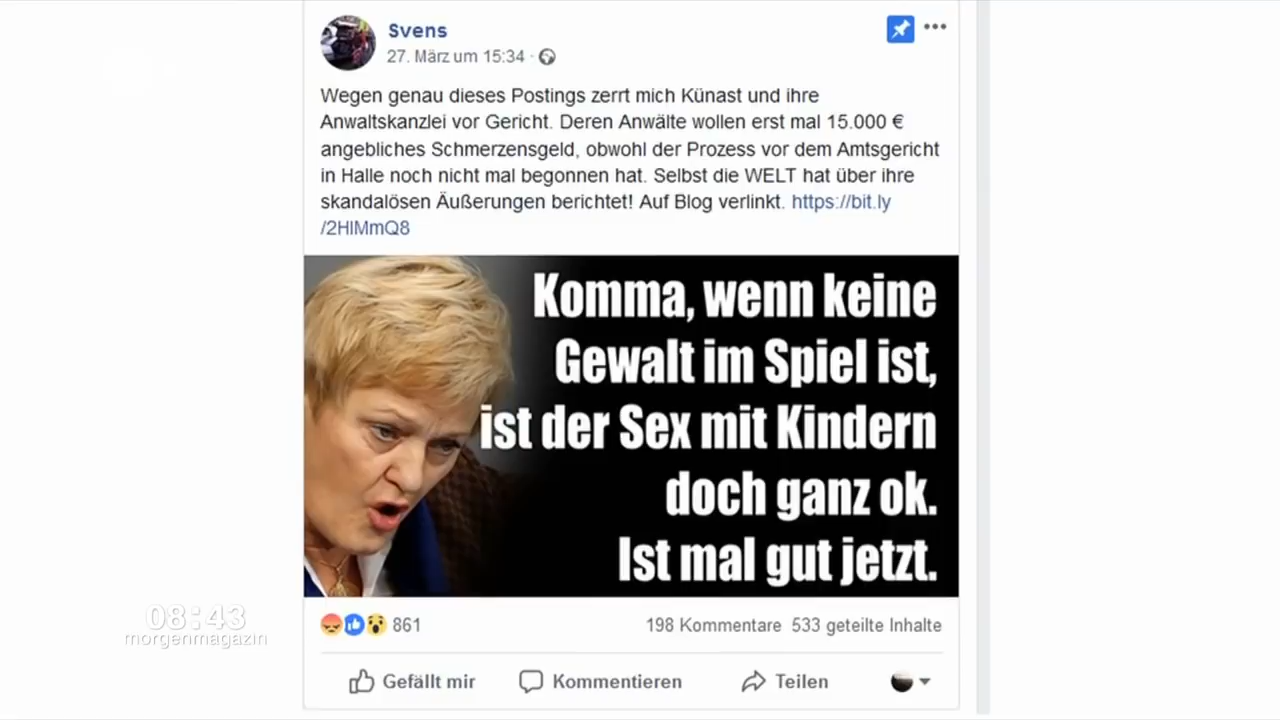 Svens
27. März um 15:34 ·
Wegen genau dieses Postings zerrt mich Künast und ihre
Anwaltskanzlei vor Gericht. Deren Anwälte wollen erst mal 15.000 €
angebliches Schmerzensgeld, obwohl der Prozess vor dem Amtsgericht
in Halle noch nicht mal begonnen hat. Selbst die WELT hat über ihre
skandalösen Äußerungen berichtet! Auf Blog verlinkt. https://bit.ly
/2HlMmQ8
Komma, wenn keine
Gewalt im Spiel ist,
ist der Sex mit Kindern
doch ganz ok.
Ist mal gut jetzt.
861
198 Kommentare 533 geteilte Inhalte
Gefällt mir
Kommentieren
Teilen
08:43
morgenmagazin